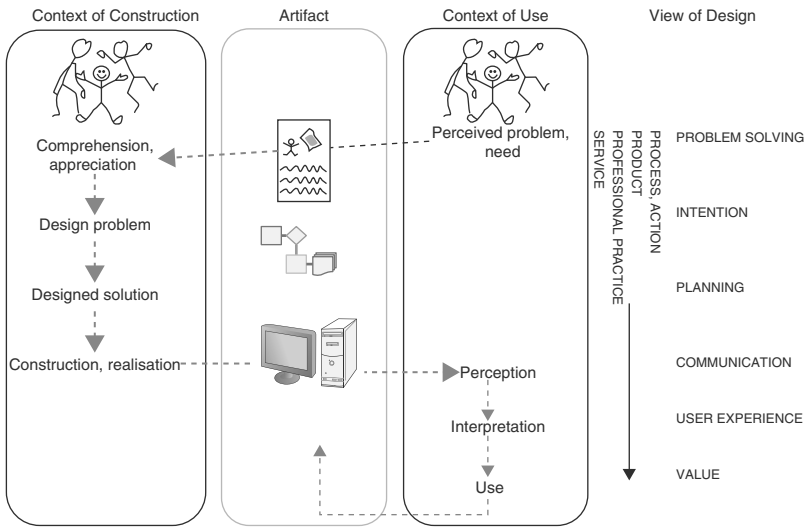 Context of Construction
Artifact
Context of Use
View of Design
Comprehension,
appreciation
Design problem
Designed solution
Construction, realisation
Perceived problem,
need
Perception
Interpretation
Use
PROCESS, ACTION
PRODUCT
PROFESSIONAL PRACTICE
SERVICE
PROBLEM SOLVING
INTENTION
PLANNING
COMMUNICATION
USER EXPERIENCE
VALUE